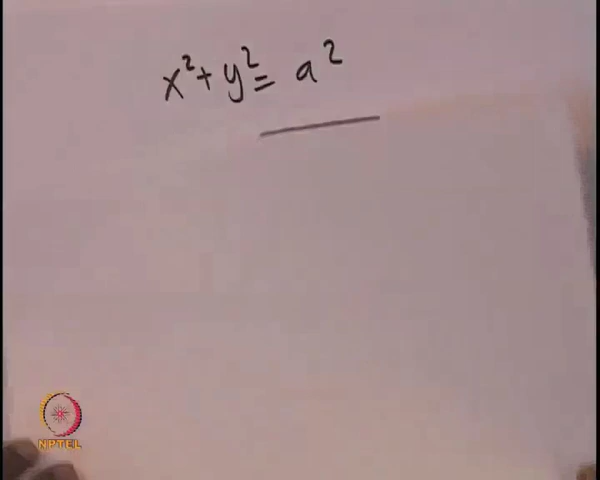 x² + y² = a²
NPTEL